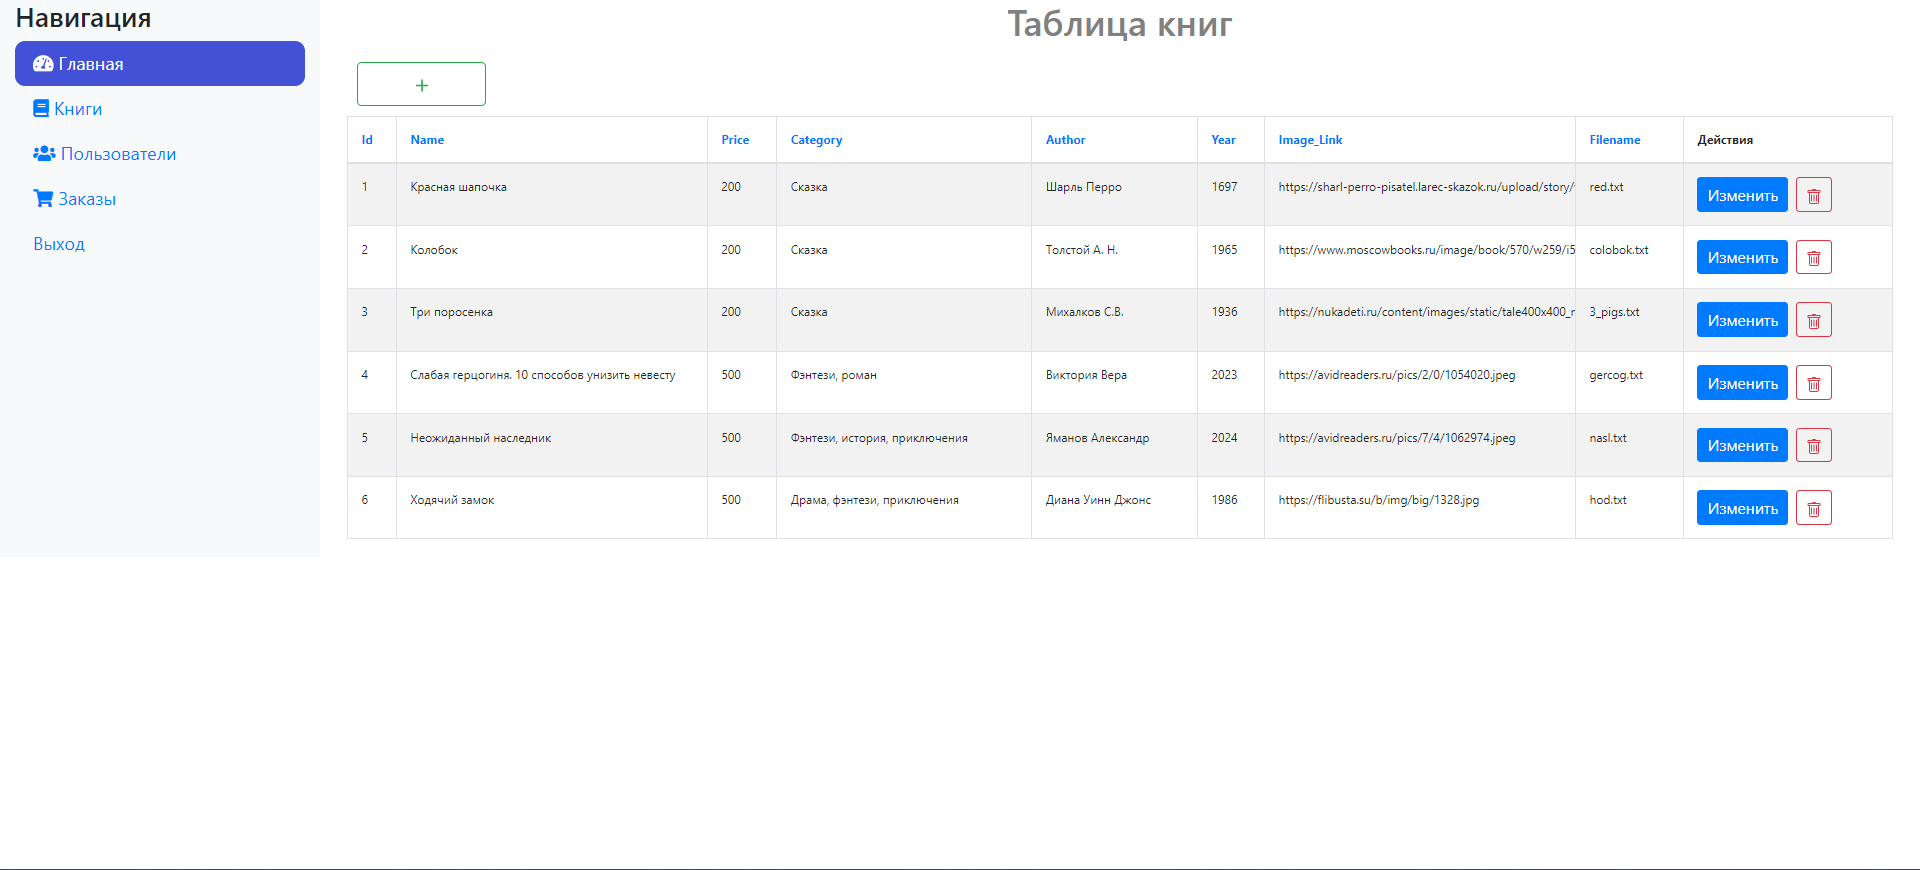 Навигация
Главная
Книги
Пользователи
Заказы
Выход
Таблица книг
+
Id Name Price Category Author Year Image_Link Filename Действия
1 Красная шапочка 200 Сказка Шарль Перро 1697 https://sharl-perro-pisatel.larec-skazok.ru/upload/story/ red.txt Изменить
2 Колобок 200 Сказка Толстой А. Н. 1965 https://www.moscowbooks.ru/image/book/570/w259/i5 colobok.txt Изменить
3 Три поросенка 200 Сказка Михалков С.В. 1936 https://nukadeti.ru/content/images/static/tale400x400_r 3_pigs.txt Изменить
4 Слабая герцогиня. 10 способов унизить невесту 500 Фэнтези, роман Виктория Вера 2023 https://avidreaders.ru/pics/2/0/1054020.jpeg gercog.txt Изменить
5 Неожиданный наследник 500 Фэнтези, история, приключения Яманов Александр 2024 https://avidreaders.ru/pics/7/4/1062974.jpeg nasl.txt Изменить
6 Ходячий замок 500 Драма, фэнтези, приключения Диана Уинн Джонс 1986 https://flibusta.su/b/img/big/1328.jpg hod.txt Изменить